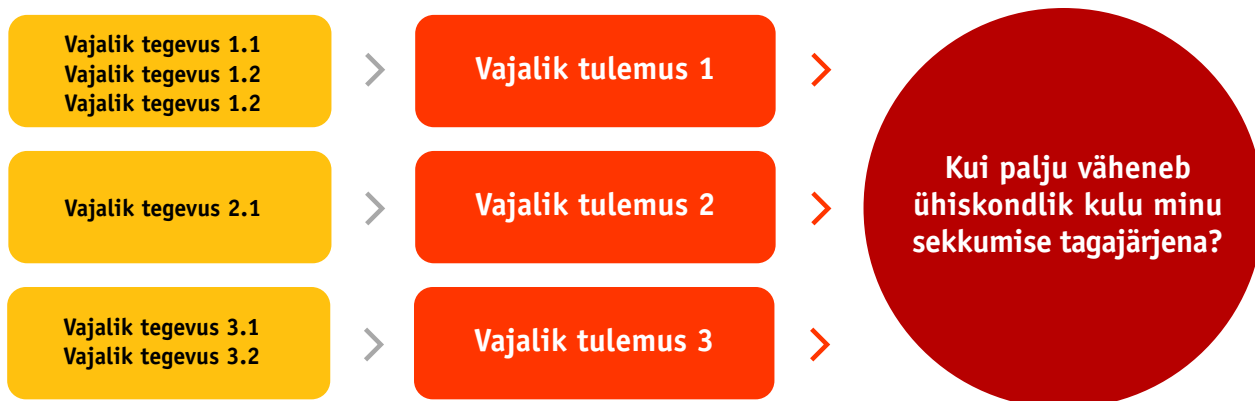 Vajalik tegevus 1.1
Vajalik tegevus 1.2
Vajalik tegevus 1.2
Vajalik tulemus 1
Vajalik tegevus 2.1
Vajalik tulemus 2
Vajalik tegevus 3.1
Vajalik tegevus 3.2
Vajalik tulemus 3
Kui palju väheneb
ühiskondlik kulu minu
sekkumise tagajärjena?